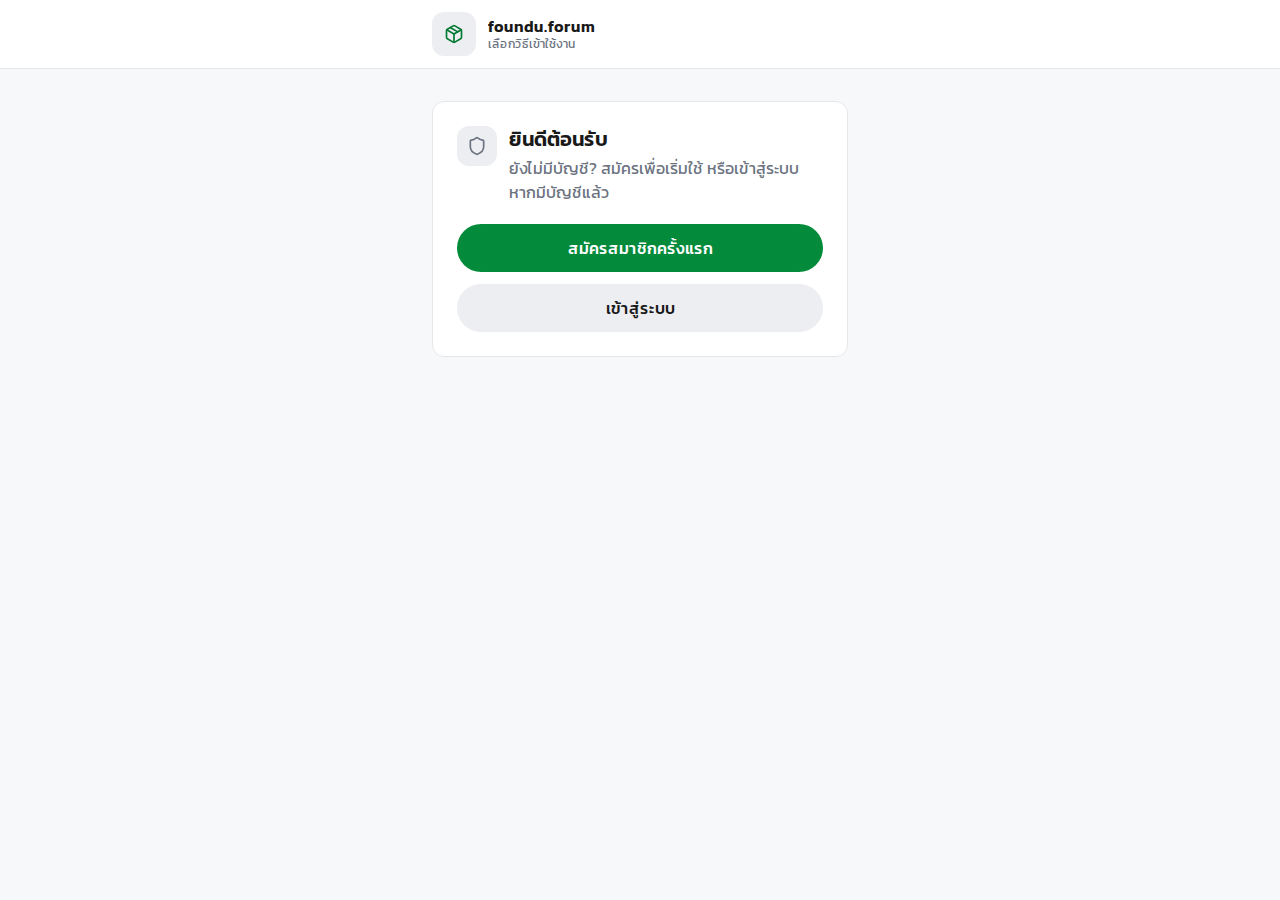 foundu.forum
เลือกวิธีเข้าใช้งาน
ยินดีต้อนรับ
ยังไม่มีบัญชี? สมัครเพื่อเริ่มใช้ หรือเข้าสู่ระบบ
หากมีบัญชีแล้ว
สมัครสมาชิกครั้งแรก
เข้าสู่ระบบ